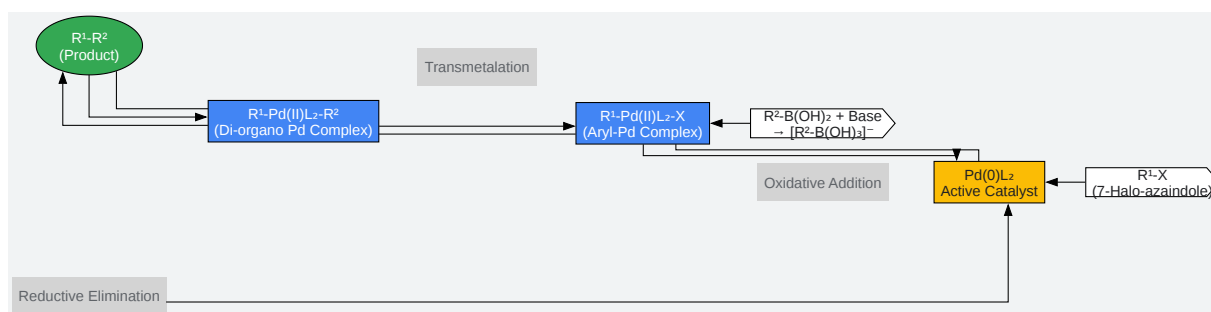 R¹-R²
(Product)
Transmetalation
R¹-Pd(II)L₂-R²
(Di-organo Pd Complex)
R¹-Pd(II)L₂-X
(Aryl-Pd Complex)
R²-B(OH)₂ + Base
→ [R²-B(OH)₃]⁻
Oxidative Addition
Pd(0)L₂
Active Catalyst
R¹-X
(7-Halo-azaindole)
Reductive Elimination